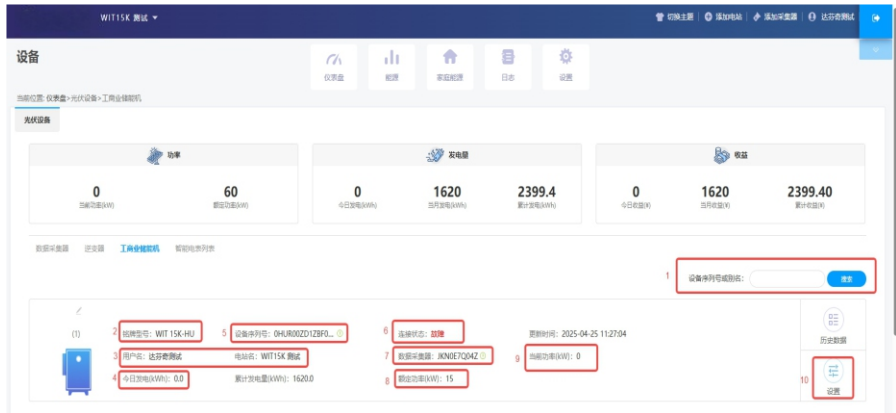 WIT15K 测试
切换主题 添加电站 添加采集器 达芬奇测试
设备
仪表盘 能源 家庭能源 日志 设置
当前位置: 仪表盘>光伏设备>工商业储能机
光伏设备
功率 发电量 收益
0 60 0 1620 2399.4 0 1620 2399.40
当前功率(kW) 额定功率(kW) 今日发电(kWh) 当月发电(kWh) 累计发电(kWh) 今日收益(¥) 当月收益(¥) 累计收益(¥)
数据采集器 逆变器 工商业储能机 智能电表列表
1 设备序列号或别名: 搜索
(1) 2 铭牌型号: WIT 15K-HU 5 设备序列号: 0HUR00ZD1ZBF0... 6 连接状态: 故障 更新时间: 2025-04-25 11:27:04 历史数据
3 用户名: 达芬奇测试 电站名: WIT15K 测试 7 数据采集器: JKN0E7Q04Z 9 当前功率(kW): 0
4 今日发电(kWh): 0.0 累计发电量(kWh): 1620.0 8 额定功率(kW): 15 10 设置